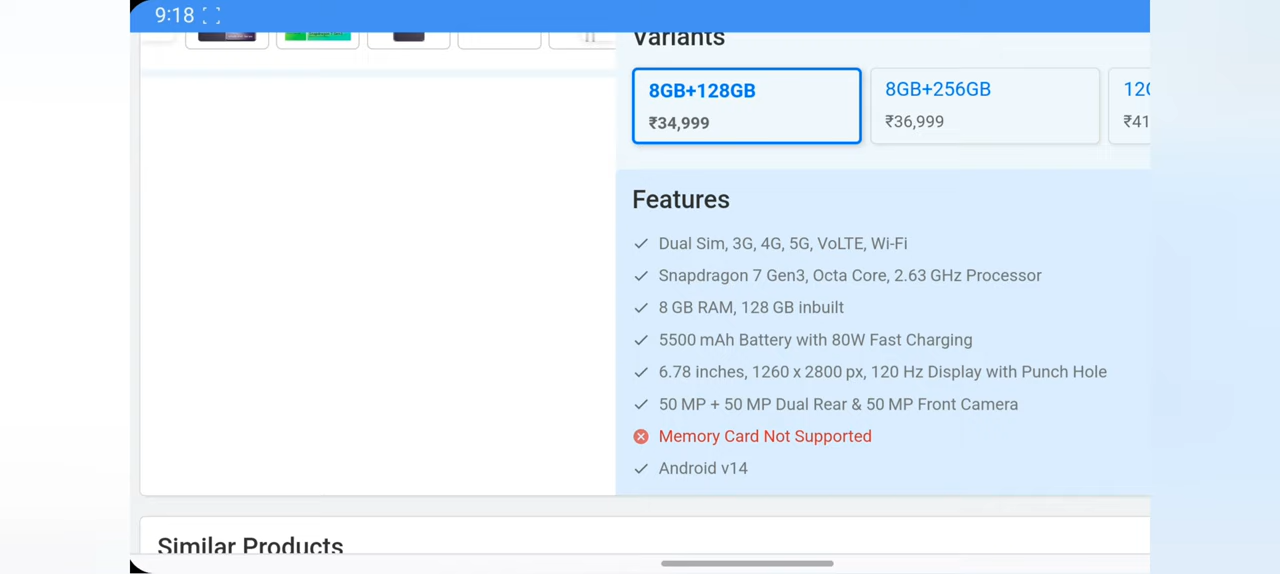 9:18
Variants
8GB+128GB
₹34,999
8GB+256GB
₹36,999
₹41
Features
Dual Sim, 3G, 4G, 5G, VoLTE, Wi-Fi
Snapdragon 7 Gen3, Octa Core, 2.63 GHz Processor
8 GB RAM, 128 GB inbuilt
5500 mAh Battery with 80W Fast Charging
6.78 inches, 1260 x 2800 px, 120 Hz Display with Punch Hole
50 MP + 50 MP Dual Rear & 50 MP Front Camera
Memory Card Not Supported
Android v14
Similar Products